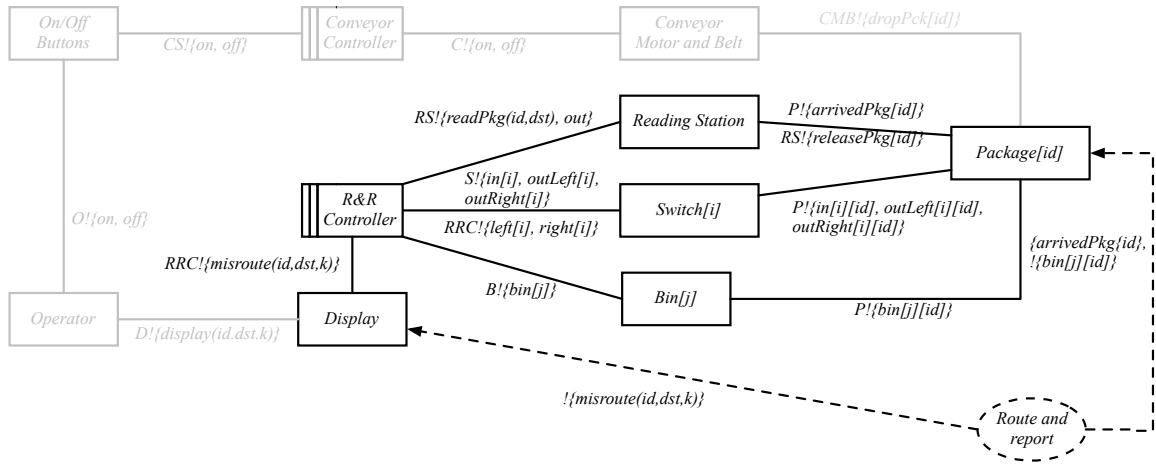 On/Off
Buttons
CS!{on, off}
Conveyor
Controller
C!{on, off}
Conveyor
Motor and Belt
CMB!{dropPck[id]}
RS!{readPkg(id,dst), out}
Reading Station
P!{arrivedPkg[id]}
RS!{releasePkg[id]}
Package[id]
O!{on, off}
R&R
Controller
S!{in[i], outLeft[i],
outRight[i]}
RRC!{left[i], right[i]}
Switch[i]
P!{in[i][id], outLeft[i][id],
outRight[i][id]}
{arrivedPkg{id},
!{bin[j][id]}
RRC!{misroute(id,dst,k)}
B!{bin[j]}
Bin[j]
P!{bin[j][id]}
Operator
D!{display(id.dst.k)}
Display
!{misroute(id,dst,k)}
Route and
report